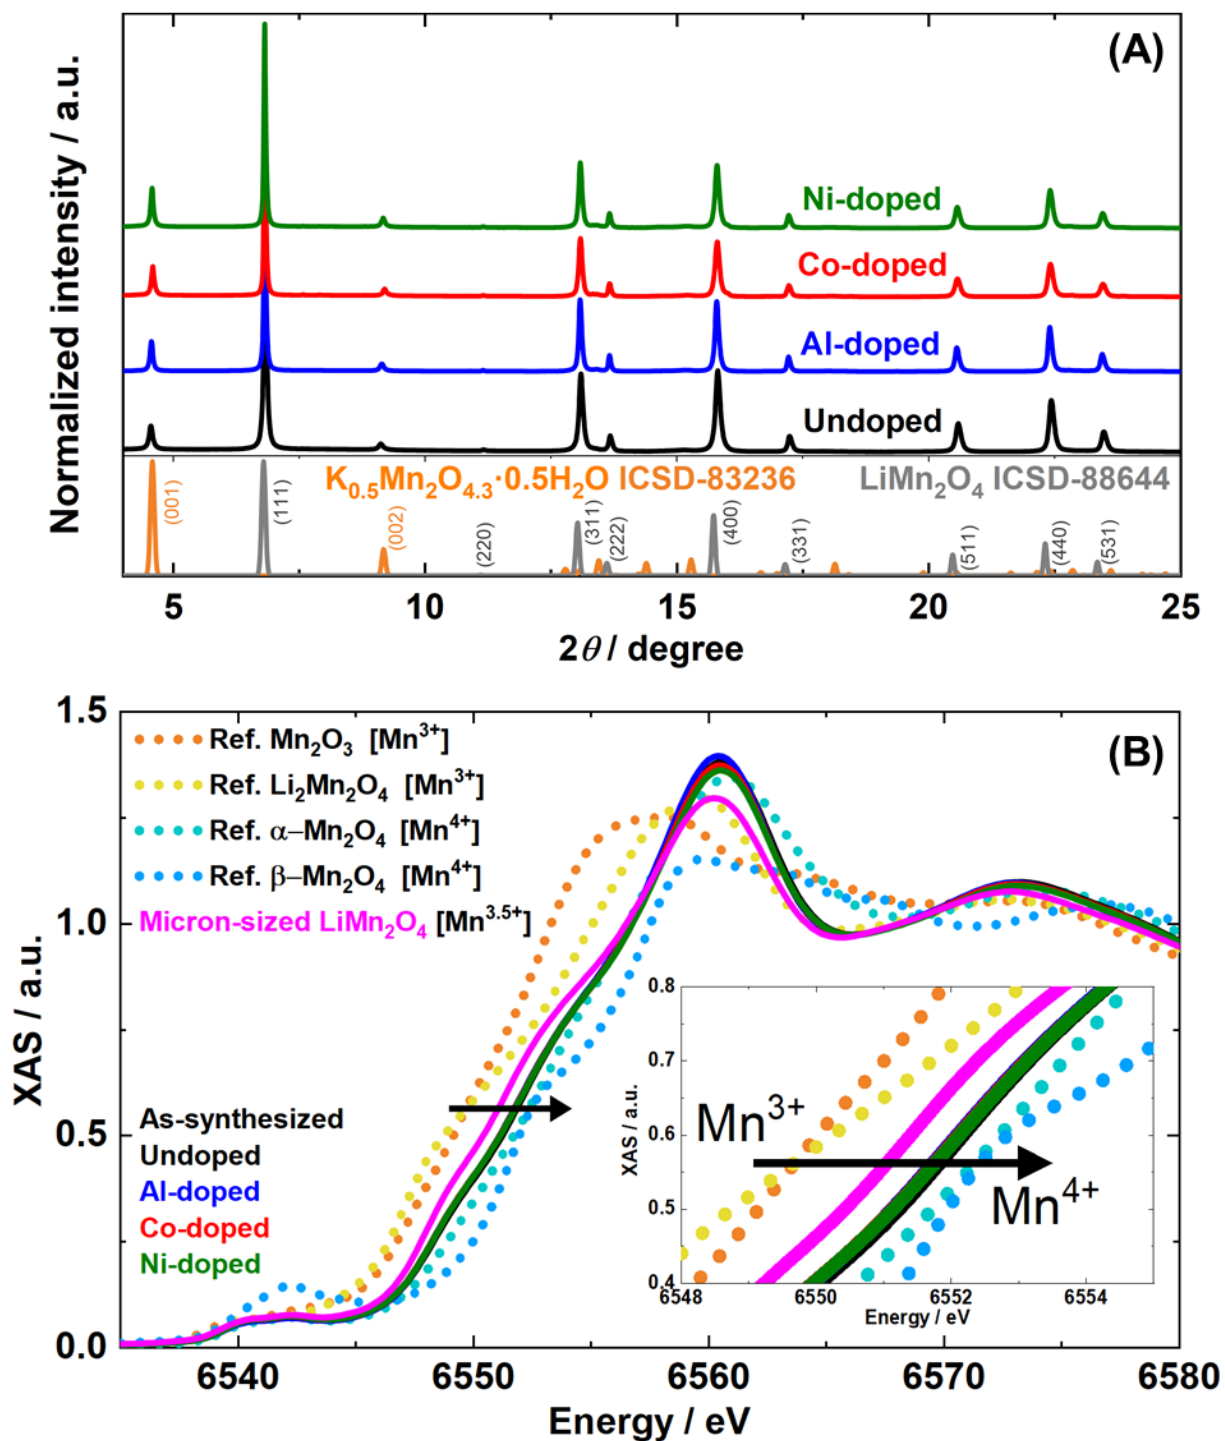 (A)
Normalized intensity / a.u.
Ni-doped
Co-doped
Al-doped
Undoped
K₀.₅Mn₂O₄.₃·0.5H₂O ICSD-83236
LiMn₂O₄ ICSD-88644
(001)
(111)
(002)
(220)
(311)
(222)
(400)
(331)
(511)
(440)
(531)
5 10 15 20 25
2θ / degree
(B)
XAS / a.u.
1.5
1.0
0.5
0.0
Ref. Mn₂O₃ [Mn³⁺]
Ref. Li₂Mn₂O₄ [Mn³⁺]
Ref. α–Mn₂O₄ [Mn⁴⁺]
Ref. β–Mn₂O₄ [Mn⁴⁺]
Micron-sized LiMn₂O₄ [Mn³·⁵⁺]
As-synthesized
Undoped
Al-doped
Co-doped
Ni-doped
XAS / a.u.
0.8
0.7
0.6
0.5
0.4
Mn³⁺
Mn⁴⁺
6548 6550 6552 6554
Energy / eV
6540 6550 6560 6570 6580
Energy / eV